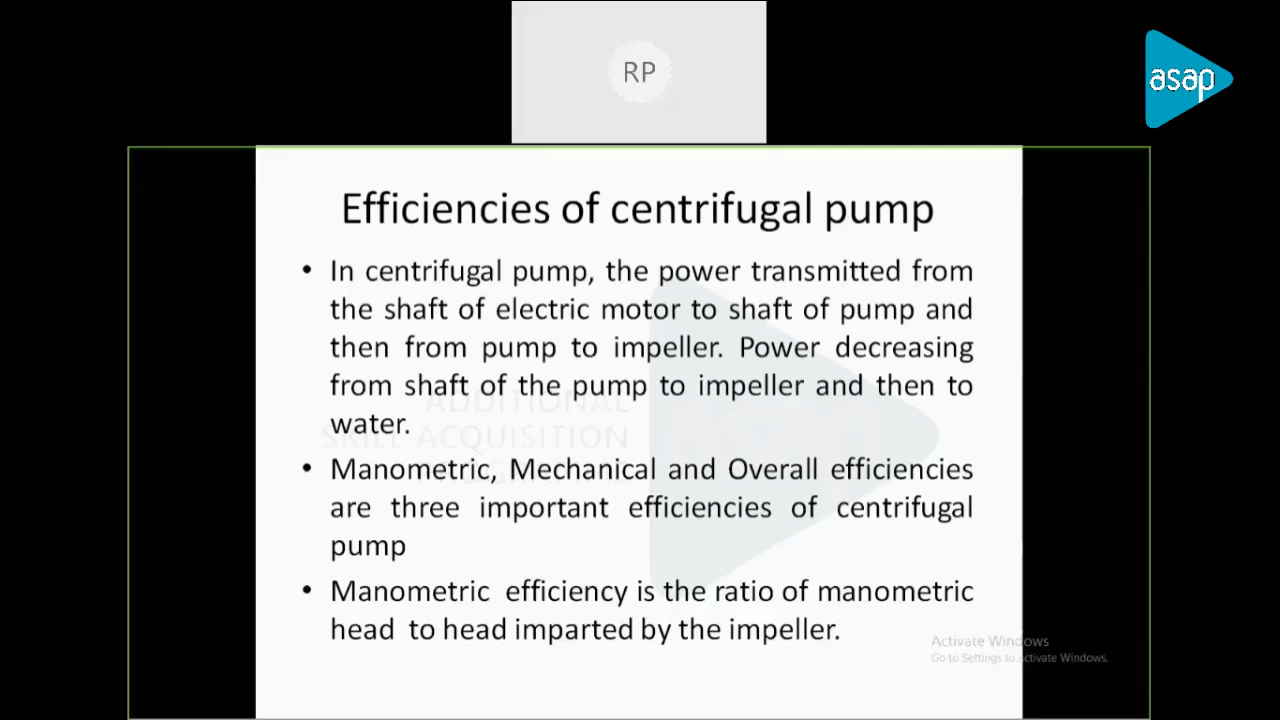 RP
asap
Efficiencies of centrifugal pump
• In centrifugal pump, the power transmitted from
the shaft of electric motor to shaft of pump and
then from pump to impeller. Power decreasing
from shaft of the pump to impeller and then to
water.
ADDITIONAL
SKILL ACQUISITION
• Manometric, Mechanical and Overall efficiencies
are three important efficiencies of centrifugal
pump
• Manometric efficiency is the ratio of manometric
head to head imparted by the impeller.
Activate Windows
Go to Settings to activate Windows.